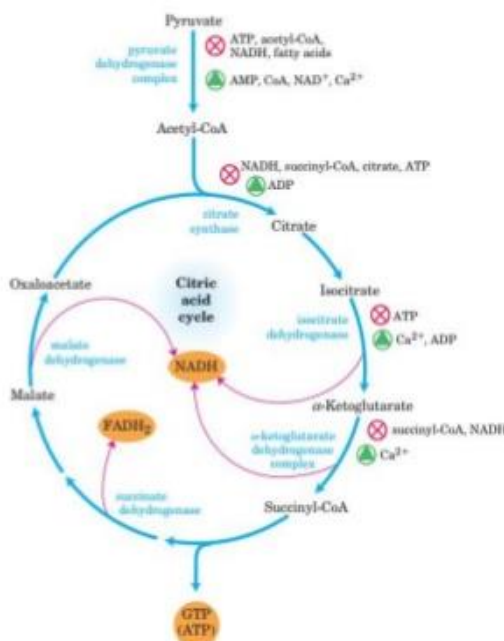 Pyruvate
ATP, acetyl-CoA,
NADH, fatty acids
pyruvate
dehydrogenase
complex
AMP, CoA, NAD⁺, Ca²⁺
Acetyl-CoA
NADH, succinyl-CoA, citrate, ATP
ADP
citrate
synthase
Citrate
Oxaloacetate
Citric
acid
cycle
Isocitrate
isocitrate
dehydrogenase
ATP
Ca²⁺, ADP
malate
dehydrogenase
NADH
Malate
FADH₂
α-Ketoglutarate
succinyl-CoA, NADH
Ca²⁺
α-ketoglutarate
dehydrogenase
complex
succinate
dehydrogenase
Succinyl-CoA
GTP
(ATP)